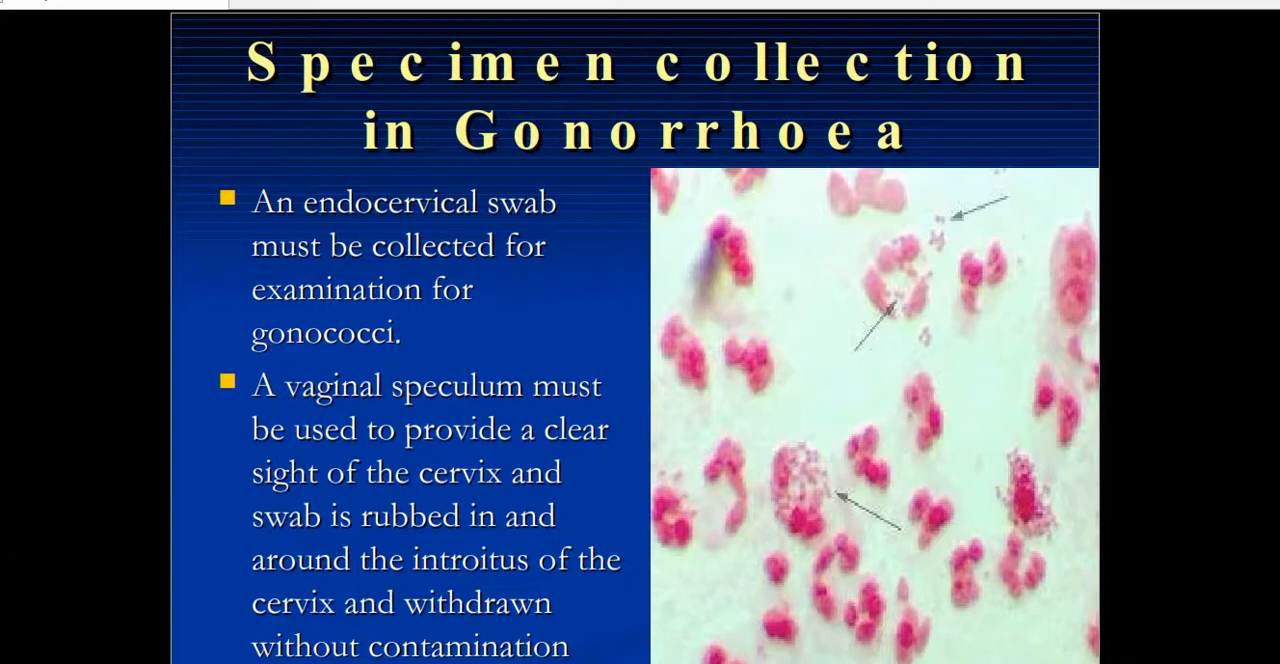 Specimen collection
in Gonorrhoea
An endocervical swab
must be collected for
examination for
gonococci.
A vaginal speculum must
be used to provide a clear
sight of the cervix and
swab is rubbed in and
around the introitus of the
cervix and withdrawn
without contamination